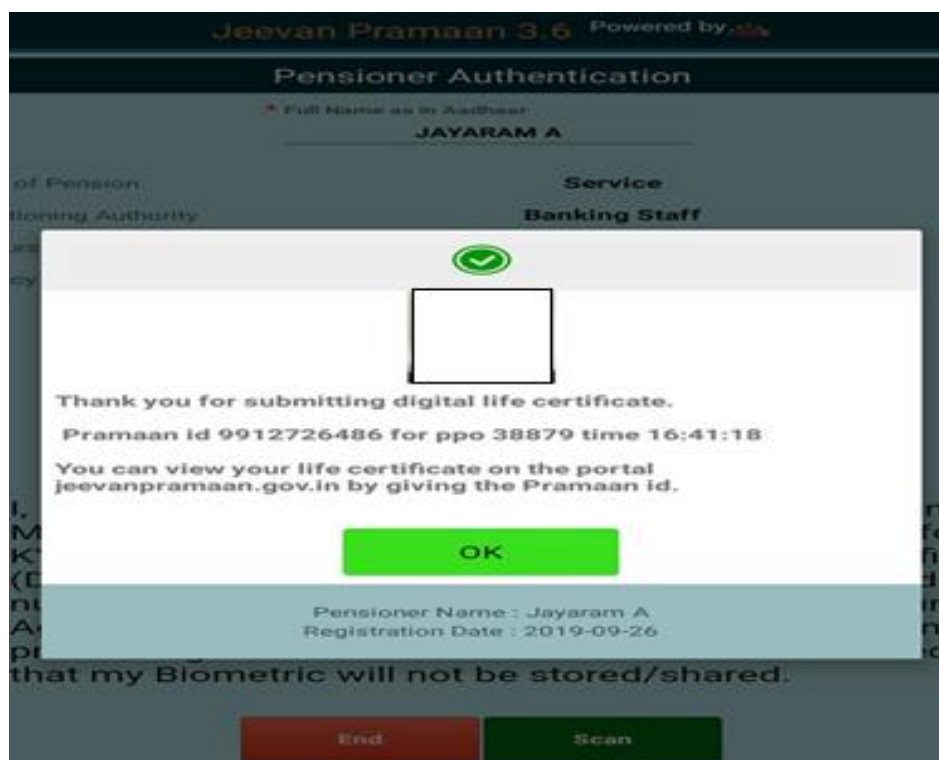 Jeevan Pramaan 3.6 Powered by
Pensioner Authentication
* Full Name as in Aadhaar
JAYARAM A
of Pension Service
tioning Authority Banking Staff
Thank you for submitting digital life certificate.
Pramaan id 9912726486 for ppo 38879 time 16:41:18
You can view your life certificate on the portal
jeevanpramaan.gov.in by giving the Pramaan id.
OK
Pensioner Name : Jayaram A
Registration Date : 2019-09-26
that my Biometric will not be stored/shared.
End Scan